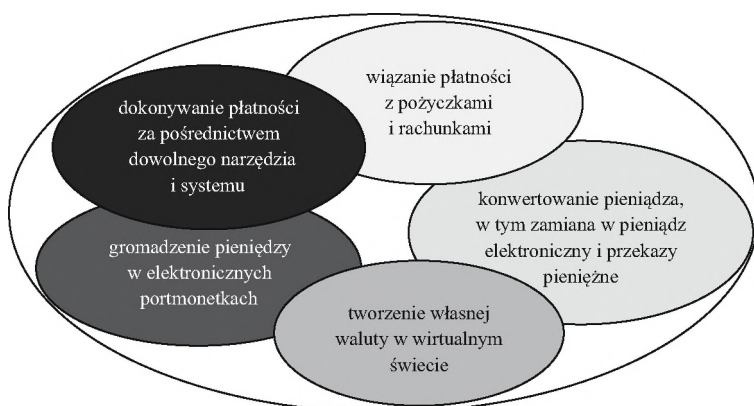 wiązanie płatności
z pożyczkami
i rachunkami
dokonywanie płatności
za pośrednictwem
dowolnego narzędzia
i systemu
konwertowanie pieniądza,
w tym zamiana w pieniądz
elektroniczny i przekazy
pieniężne
gromadzenie pieniędzy
w elektronicznych
portmonetkach
tworzenie własnej
waluty w wirtualnym
świecie